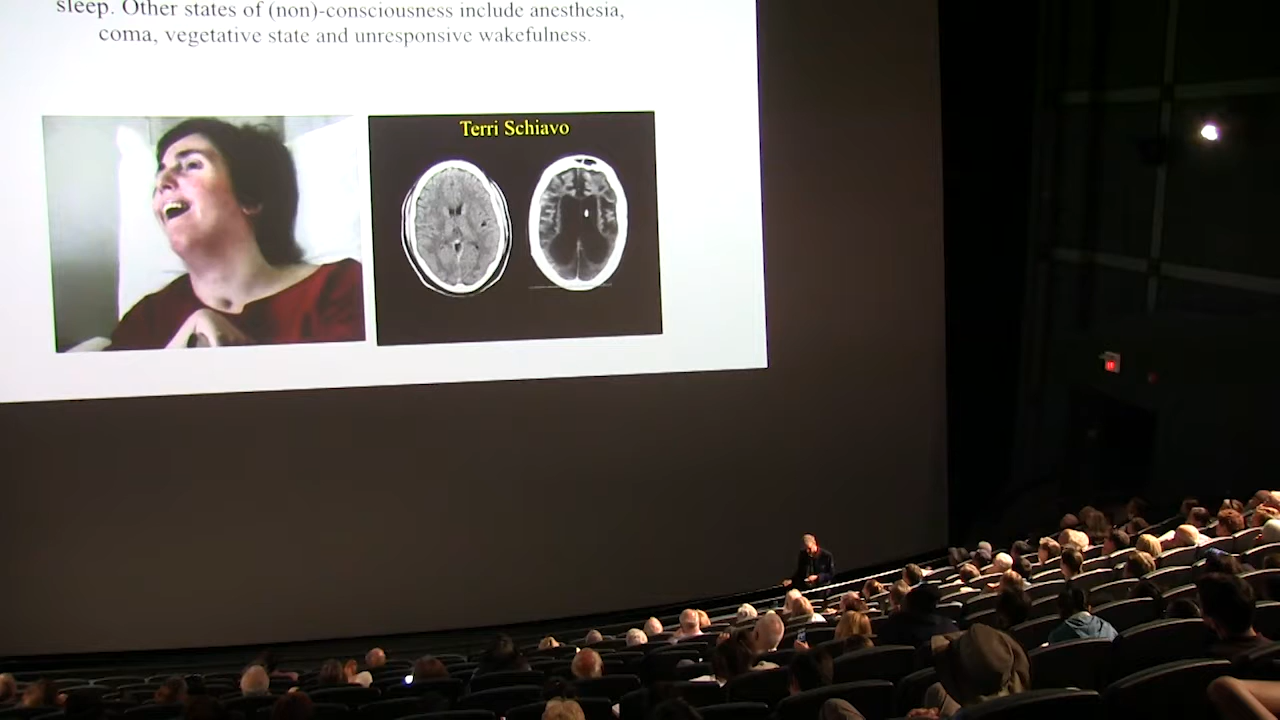 sleep. Other states of (non)-consciousness include anesthesia,
coma, vegetative state and unresponsive wakefulness.
Terri Schiavo